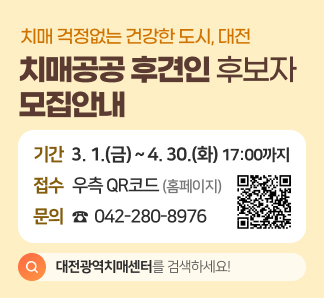 치매 걱정없는 건강한 도시, 대전
치매공공 후견인 후보자
모집안내
기간 3. 1.(금) ~ 4. 30.(화) 17:00까지
접수 우측 QR코드 (홈페이지)
문의 ☎ 042-280-8976
대전광역치매센터를 검색하세요!